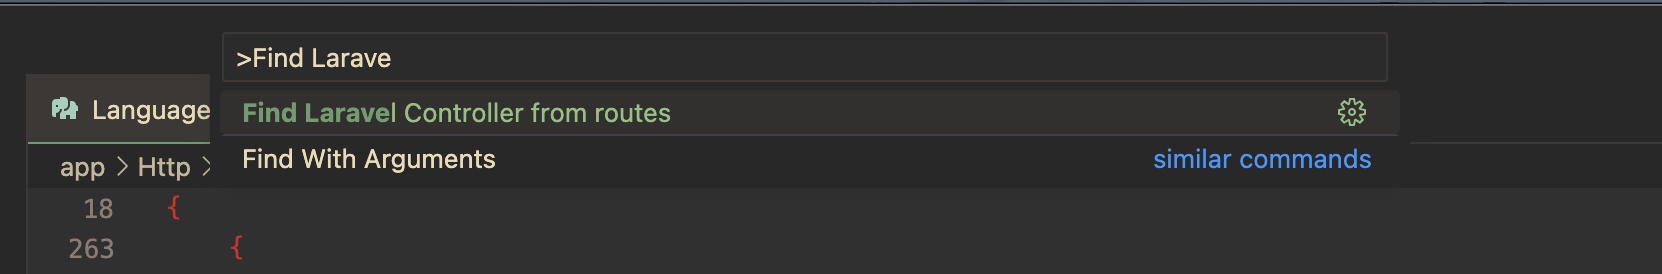 >Find Larave
Language
Find Laravel Controller from routes
app > Http >
Find With Arguments
similar commands
18 {
263 {